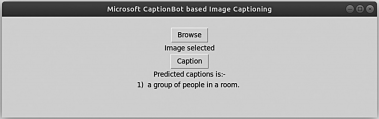 Microsoft CaptionBot based Image Captioning
Browse
Image selected
Caption
Predicted captions is:-
1) a group of people in a room.